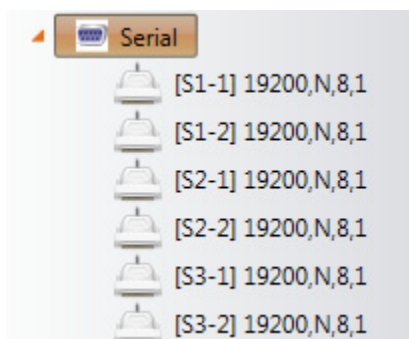 Serial
[S1-1] 19200,N,8,1
[S1-2] 19200,N,8,1
[S2-1] 19200,N,8,1
[S2-2] 19200,N,8,1
[S3-1] 19200,N,8,1
[S3-2] 19200,N,8,1